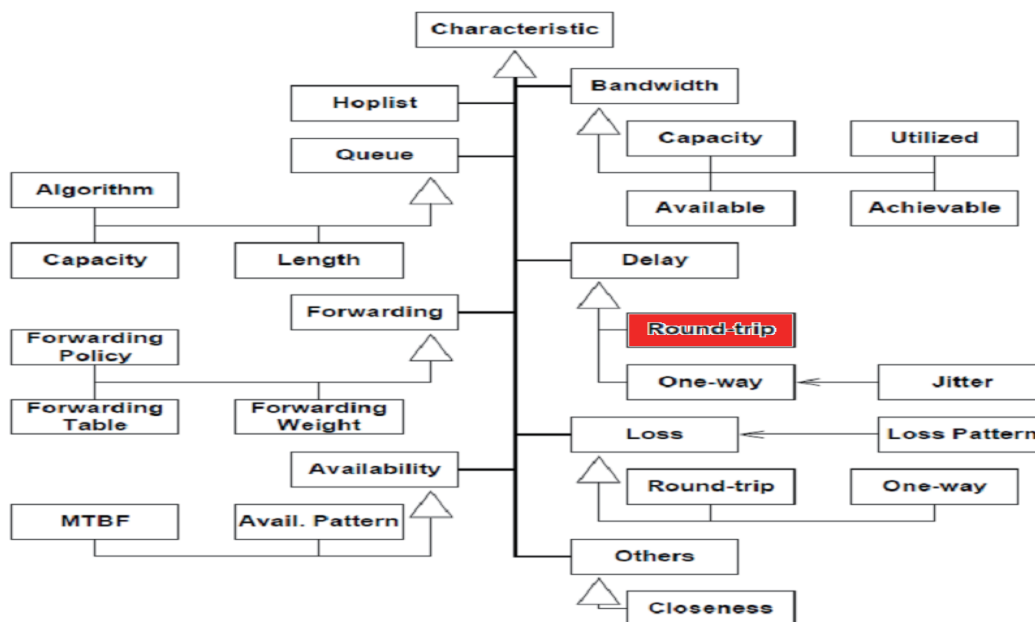 Characteristic
Hoplist
Bandwidth
Queue
Capacity
Utilized
Algorithm
Available
Achievable
Capacity
Length
Delay
Forwarding
Round-trip
Forwarding
Policy
One-way
Jitter
Forwarding
Table
Forwarding
Weight
Loss
Loss Pattern
Availability
Round-trip
One-way
MTBF
Avail. Pattern
Others
Closeness